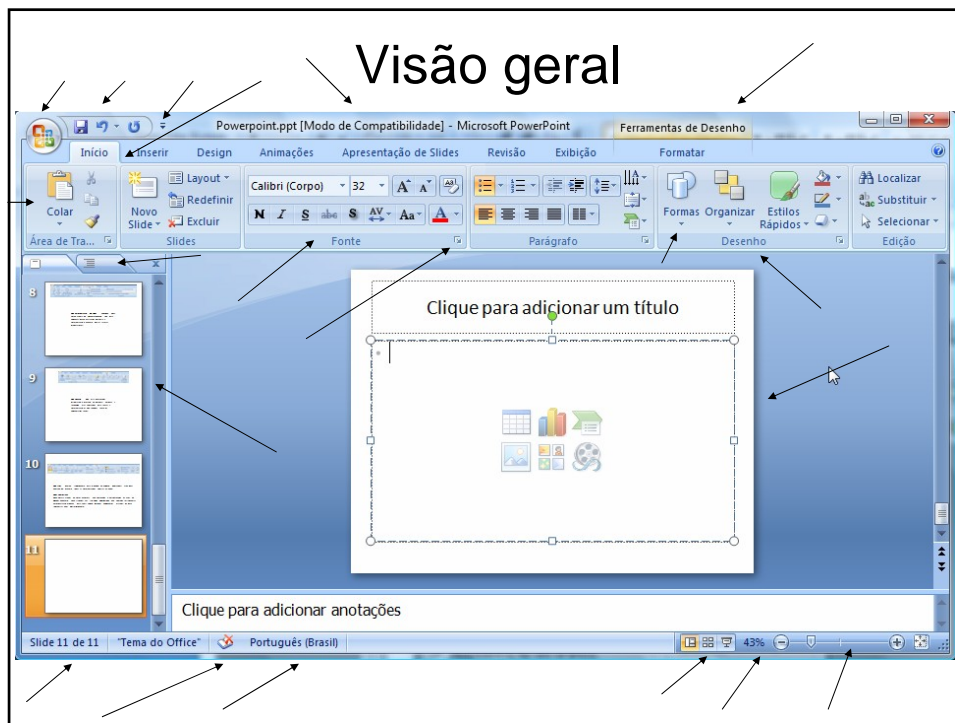 Visão geral
Powerpoint.ppt [Modo de Compatibilidade] - Microsoft PowerPoint
Ferramentas de Desenho
Início Inserir Design Animações Apresentação de Slides Revisão Exibição Formatar
Colar
Área de Tra...
Novo Slide
Layout
Redefinir
Excluir
Slides
Calibri (Corpo) 32
N I S abe S AV Aa A
Fonte
Parágrafo
Formas
Organizar
Estilos Rápidos
Desenho
Localizar
Substituir
Selecionar
Edição
8
9
10
11
Clique para adicionar um título
Clique para adicionar anotações
Slide 11 de 11 "Tema do Office" Português (Brasil) 43%